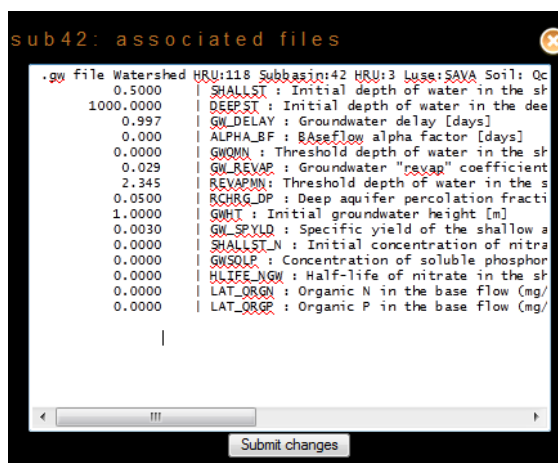 sub42: associated files
.gw file Watershed HRU:118 Subbasin:42 HRU:3 Luse:SAVA Soil: Qc
0.5000 | SHALLST : Initial depth of water in the sh
1000.0000 | DEEPST : Initial depth of water in the dee
0.997 | GW_DELAY : Groundwater delay [days]
0.000 | ALPHA_BF : BAseflow alpha factor [days]
0.0000 | GWQMN : Threshold depth of water in the sh
0.029 | GW_REVAP : Groundwater "revap" coefficient
2.345 | REVAPMN: Threshold depth of water in the s
0.0500 | RCHRG_DP : Deep aquifer percolation fracti
1.0000 | GWHT : Initial groundwater height [m]
0.0030 | GW_SPYLD : Specific yield of the shallow a
0.0000 | SHALLST_N : Initial concentration of nitra
0.0000 | GWSOLP : Concentration of soluble phosphor
0.0000 | HLIFE_NGW : Half-life of nitrate in the sh
0.0000 | LAT_ORGN : Organic N in the base flow (mg/
0.0000 | LAT_ORGP : Organic P in the base flow (mg/
Submit changes